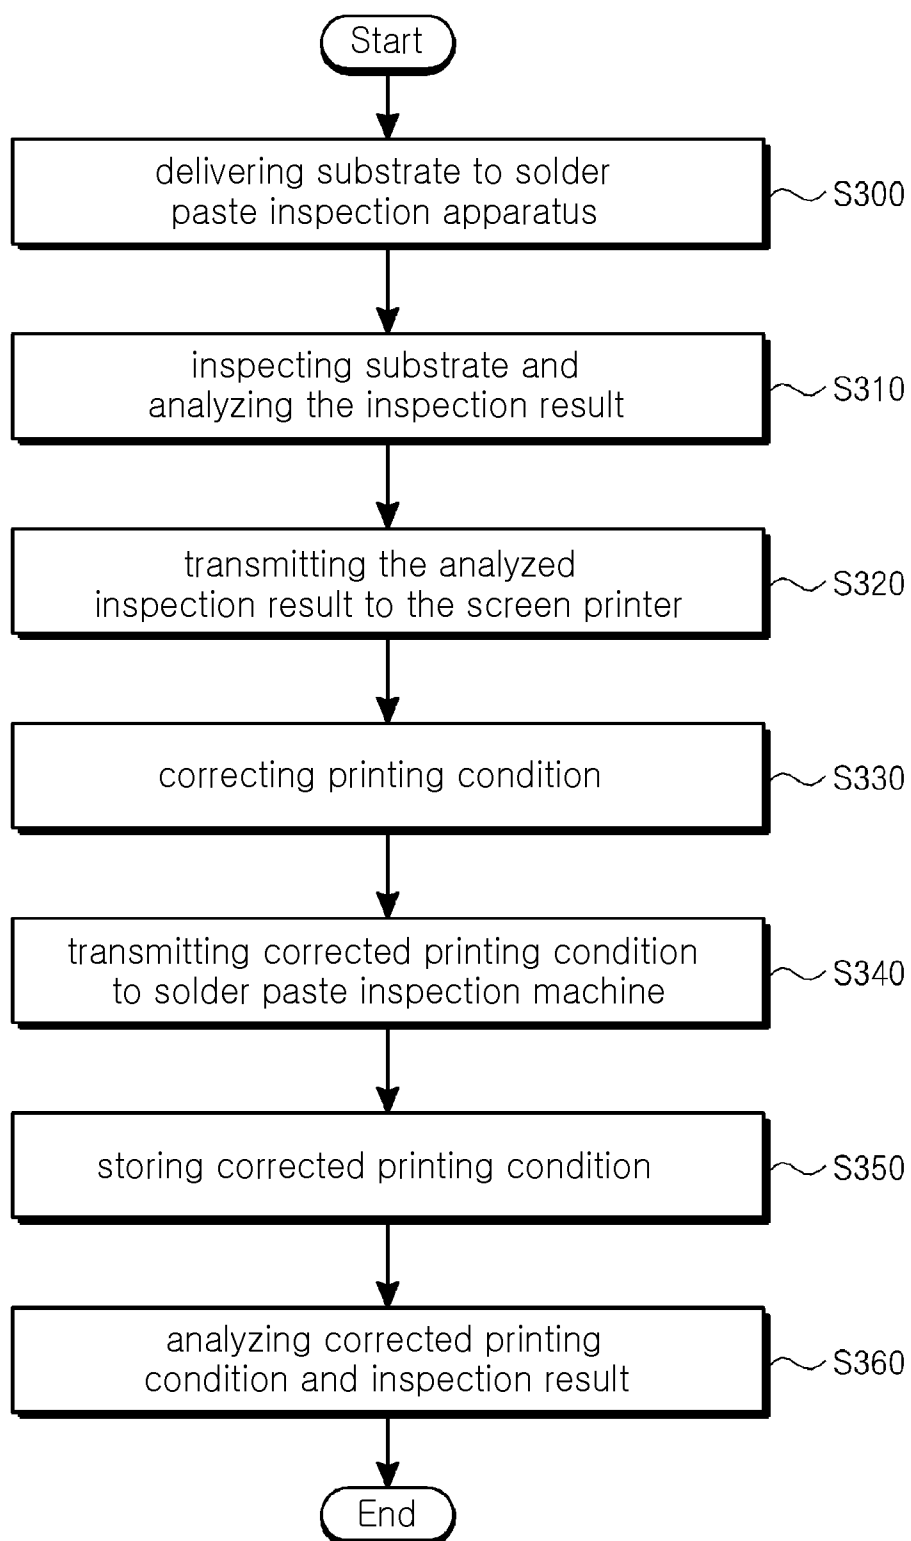 Start
delivering substrate to solder
paste inspection apparatus
S300
inspecting substrate and
analyzing the inspection result
S310
transmitting the analyzed
inspection result to the screen printer
S320
correcting printing condition
S330
transmitting corrected printing condition
to solder paste inspection machine
S340
storing corrected printing condition
S350
analyzing corrected printing
condition and inspection result
S360
End